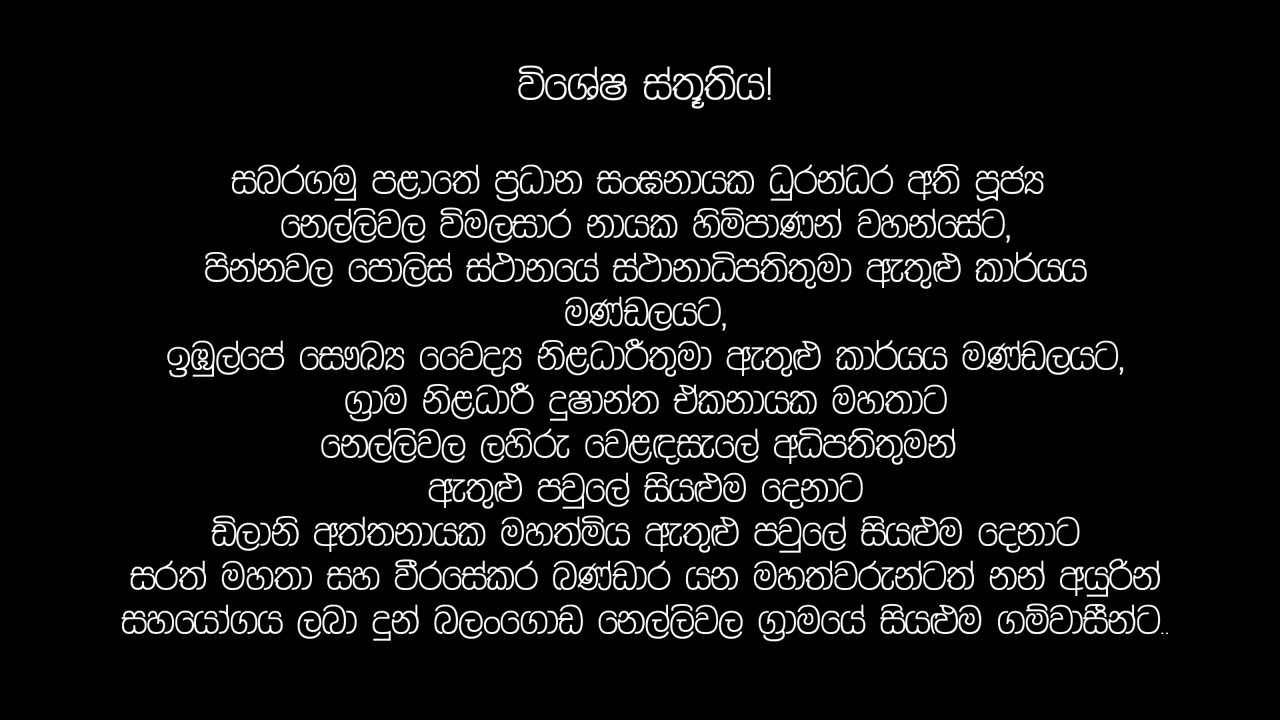 විශේෂ ස්තූතිය!
සබරගමු පළාතේ ප්‍රධාන සංඝනායක ධුරන්ධර අති පූජ්‍ය
නෙල්ලිවල විමලසාර නායක හිමිපාණන් වහන්සේට,
පින්නවල පොලිස් ස්ථානයේ ස්ථානාධිපතිතුමා ඇතුළු කාර්යය
මණ්ඩලයට,
ඉඹුල්පේ සෞඛ්‍ය වෛද්‍ය නිළධාරීතුමා ඇතුළු කාර්යය මණ්ඩලයට,
ග්‍රාම නිළධාරී දුෂාන්ත ඒකනායක මහතාට
නෙල්ලිවල ලහිරු වෙළඳසැලේ අධිපතිතුමන්
ඇතුළු පවුලේ සියළුම දෙනාට
ඩිලානි අත්තනායක මහත්මිය ඇතුළු පවුලේ සියළුම දෙනාට
සරත් මහතා සහ වීරසේකර බණ්ඩාර යන මහත්වරුන්ටත් නන් අයුරින්
සහයෝගය ලබා දුන් බලංගොඩ නෙල්ලිවල ග්‍රාමයේ සියළුම ගම්වාසීන්ට..